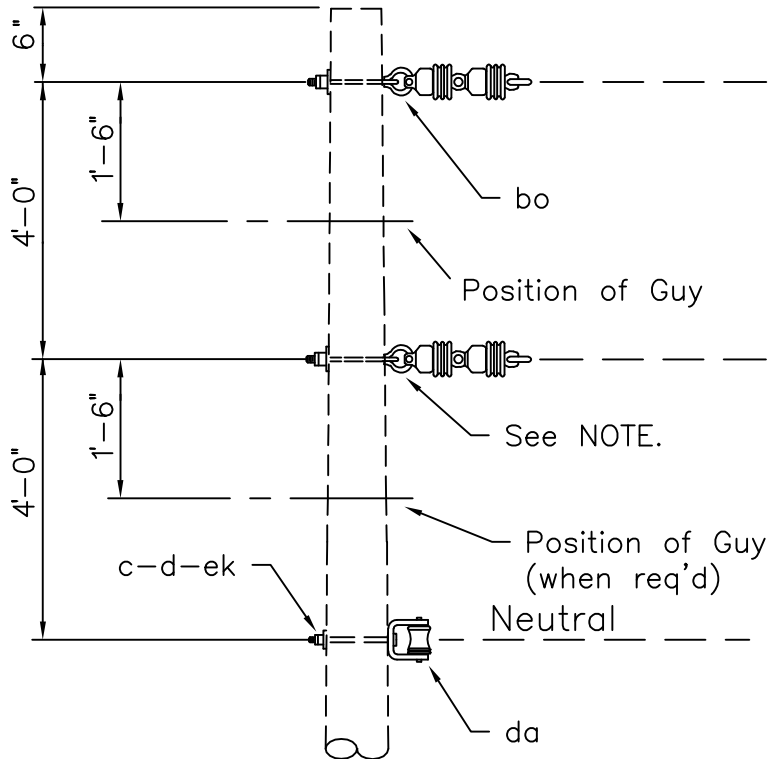 6"
1'-6"
4'-0"
bo
Position of Guy
See NOTE.
1'-6"
4'-0"
Position of Guy
(when req'd)
c-d-ek
Neutral
da